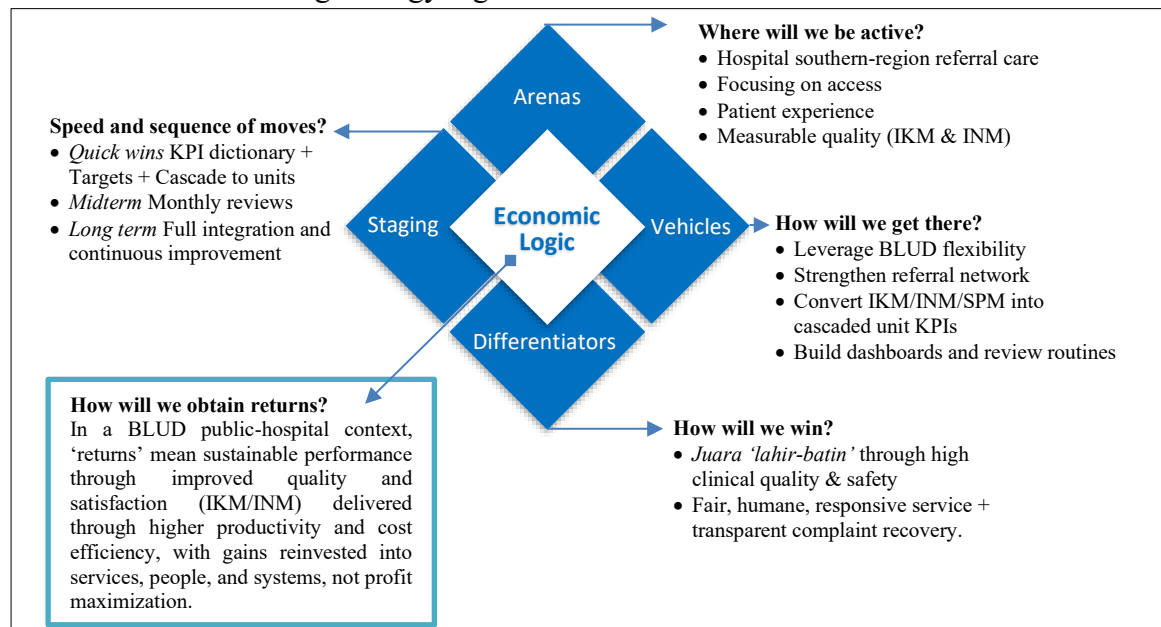 Where will we be active?
• Hospital southern-region referral care
• Focusing on access
• Patient experience
• Measurable quality (IKM & INM)
Arenas
Speed and sequence of moves?
• Quick wins KPI dictionary +
Targets + Cascade to units
• Midterm Monthly reviews
• Long term Full integration and
continuous improvement
Staging
Economic
Logic
Vehicles
How will we get there?
• Leverage BLUD flexibility
• Strengthen referral network
• Convert IKM/INM/SPM into
cascaded unit KPIs
• Build dashboards and review routines
Differentiators
How will we obtain returns?
In a BLUD public-hospital context,
‘returns’ mean sustainable performance
through improved quality and
satisfaction (IKM/INM) delivered
through higher productivity and cost
efficiency, with gains reinvested into
services, people, and systems, not profit
maximization.
How will we win?
• Juara ‘lahir-batin’ through high
clinical quality & safety
• Fair, humane, responsive service +
transparent complaint recovery.